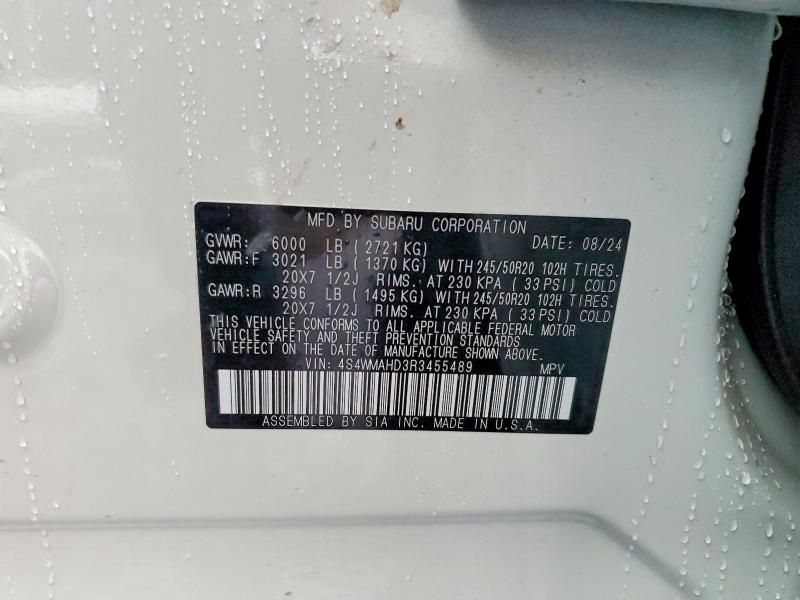 MFD BY SUBARU CORPORATION
GVWR: 6000 LB ( 2721 KG) DATE: 08/24
GAWR:F 3021 LB ( 1370 KG) WITH 245/50R20 102H TIRES.
20X7 1/2J RIMS. AT 230 KPA ( 33 PSI) COLD
GAWR:R 3296 LB ( 1495 KG) WITH 245/50R20 102H TIRES.
20X7 1/2J RIMS. AT 230 KPA ( 33 PSI) COLD
THIS VEHICLE CONFORMS TO ALL APPLICABLE FEDERAL MOTOR
VEHICLE SAFETY AND THEFT PREVENTION STANDARDS
IN EFFECT ON THE DATE OF MANUFACTURE SHOWN ABOVE.
VIN: 4S4WMAHD3R3455489 MPV
ASSEMBLED BY SIA INC. MADE IN U.S.A.